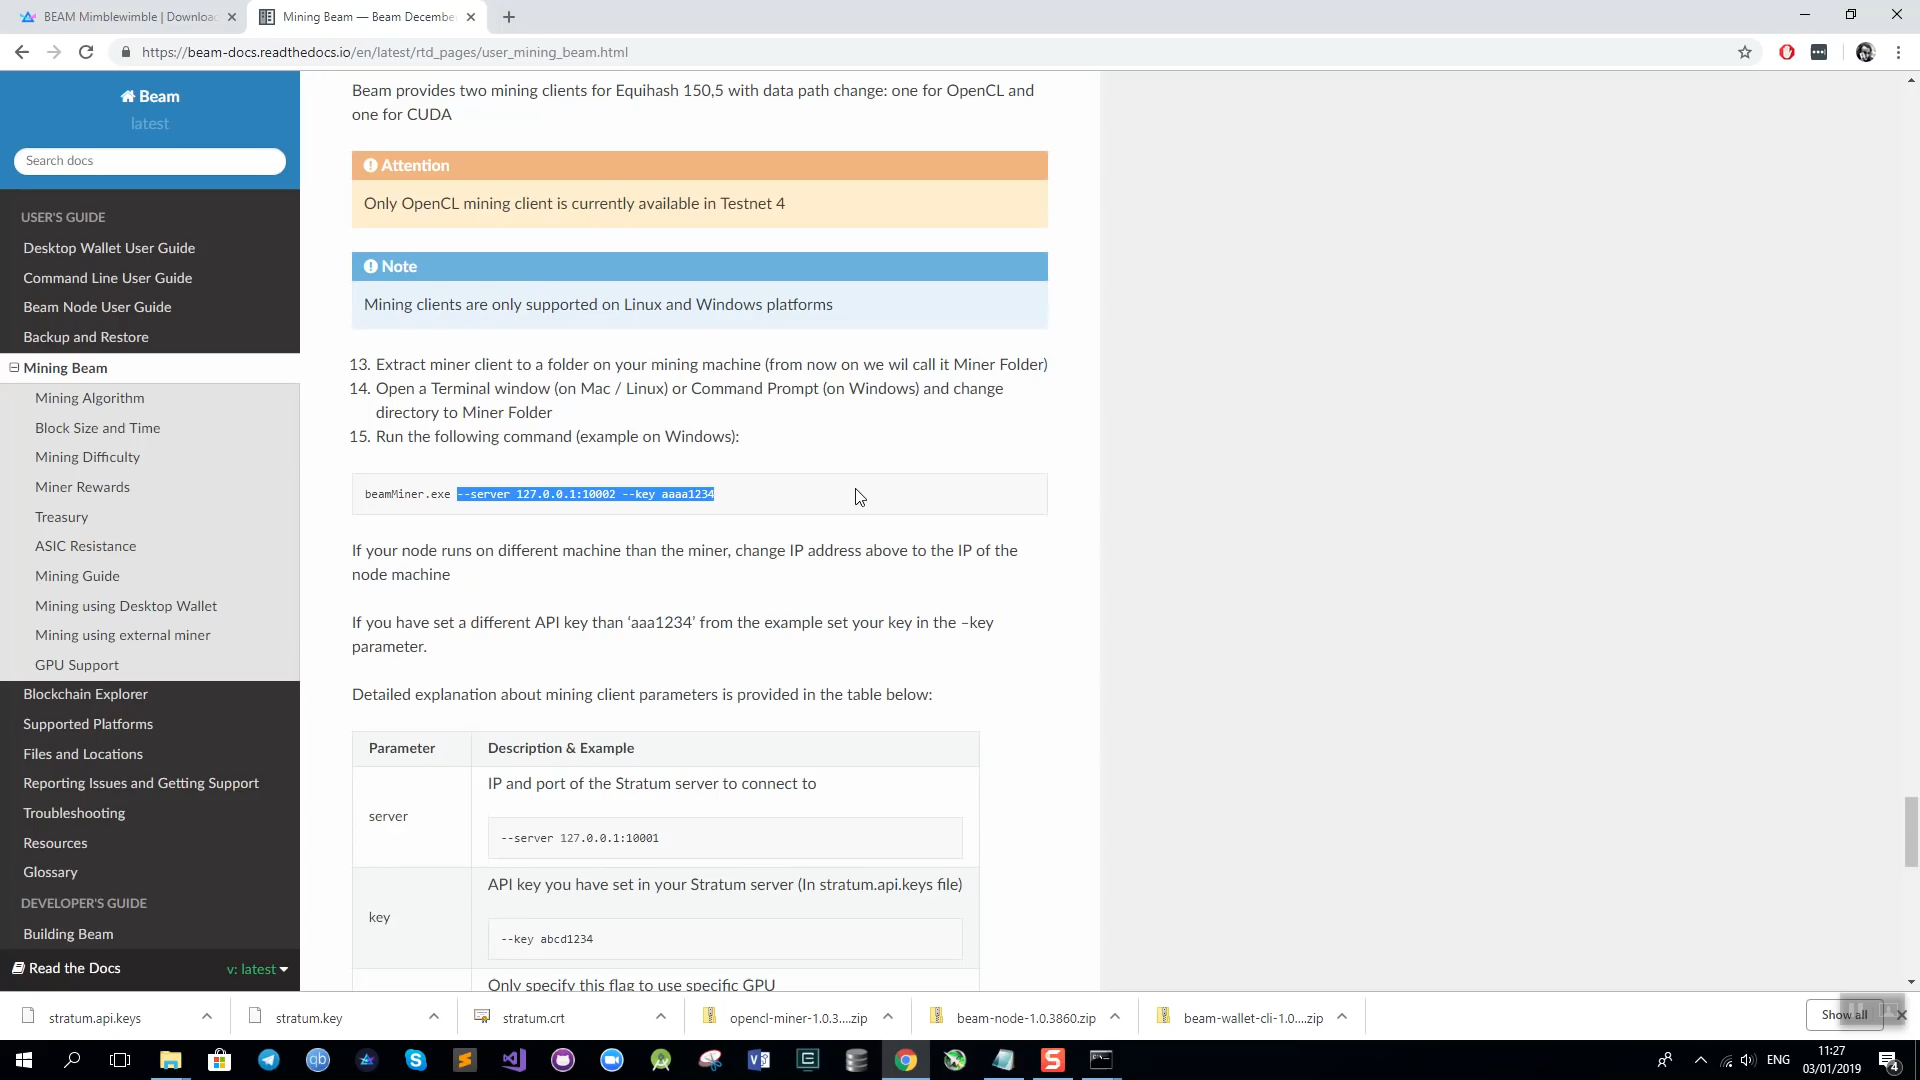 BEAM Mimblewimble | Downloa
Mining Beam — Beam December
https://beam-docs.readthedocs.io/en/latest/rtd_pages/user_mining_beam.html
Beam
latest
Search docs
USER'S GUIDE
Desktop Wallet User Guide
Command Line User Guide
Beam Node User Guide
Backup and Restore
Mining Beam
Mining Algorithm
Block Size and Time
Mining Difficulty
Miner Rewards
Treasury
ASIC Resistance
Mining Guide
Mining using Desktop Wallet
Mining using external miner
GPU Support
Blockchain Explorer
Supported Platforms
Files and Locations
Reporting Issues and Getting Support
Troubleshooting
Resources
Glossary
DEVELOPER'S GUIDE
Building Beam
Read the Docs
v: latest
Beam provides two mining clients for Equihash 150,5 with data path change: one for OpenCL and
one for CUDA
Attention
Only OpenCL mining client is currently available in Testnet 4
Note
Mining clients are only supported on Linux and Windows platforms
13. Extract miner client to a folder on your mining machine (from now on we wil call it Miner Folder)
14. Open a Terminal window (on Mac / Linux) or Command Prompt (on Windows) and change
directory to Miner Folder
15. Run the following command (example on Windows):
beamMiner.exe --server 127.0.0.1:10002 --key aaaa1234
If your node runs on different machine than the miner, change IP address above to the IP of the
node machine
If you have set a different API key than ‘aaa1234’ from the example set your key in the –key
parameter.
Detailed explanation about mining client parameters is provided in the table below:
Parameter
Description & Example
server
IP and port of the Stratum server to connect to
--server 127.0.0.1:10001
key
API key you have set in your Stratum server (In stratum.api.keys file)
--key abcd1234
Only specify this flag to use specific GPU
stratum.api.keys
stratum.key
stratum.crt
opencl-miner-1.0.3....zip
beam-node-1.0.3860.zip
beam-wallet-cli-1.0....zip
Show all
ENG
11:27
03/01/2019
4